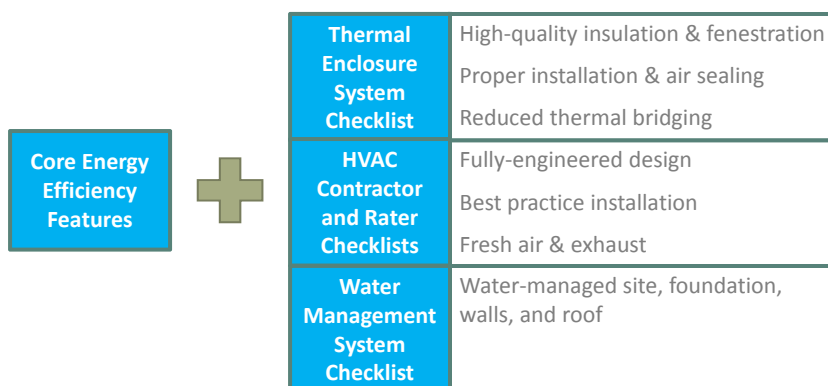 Core Energy
Efficiency
Features
Thermal
Enclosure
System
Checklist
High-quality insulation & fenestration
Proper installation & air sealing
Reduced thermal bridging
HVAC
Contractor
and Rater
Checklists
Fully-engineered design
Best practice installation
Fresh air & exhaust
Water
Management
System
Checklist
Water-managed site, foundation,
walls, and roof